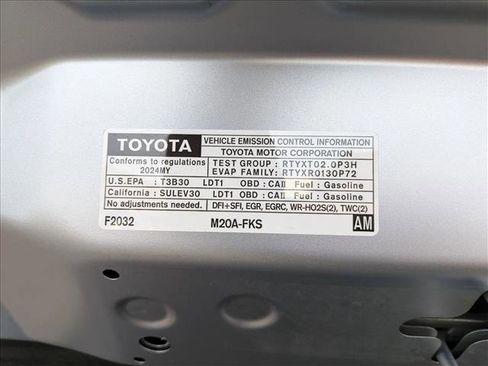 TOYOTA
VEHICLE EMISSION CONTROL INFORMATION
TOYOTA MOTOR CORPORATION
Conforms to regulations
2024MY
TEST GROUP : RTYXT02.0P3H
EVAP FAMILY: RTYXR0130P72
U.S.EPA : T3B30 LDT1 OBD : CAII Fuel : Gasoline
California : SULEV30 LDT1 OBD : CAII Fuel : Gasoline
No adjustments needed. DFI+SFI, EGR, EGRC, WR-HO2S(2), TWC(2)
F2032 M20A-FKS AM